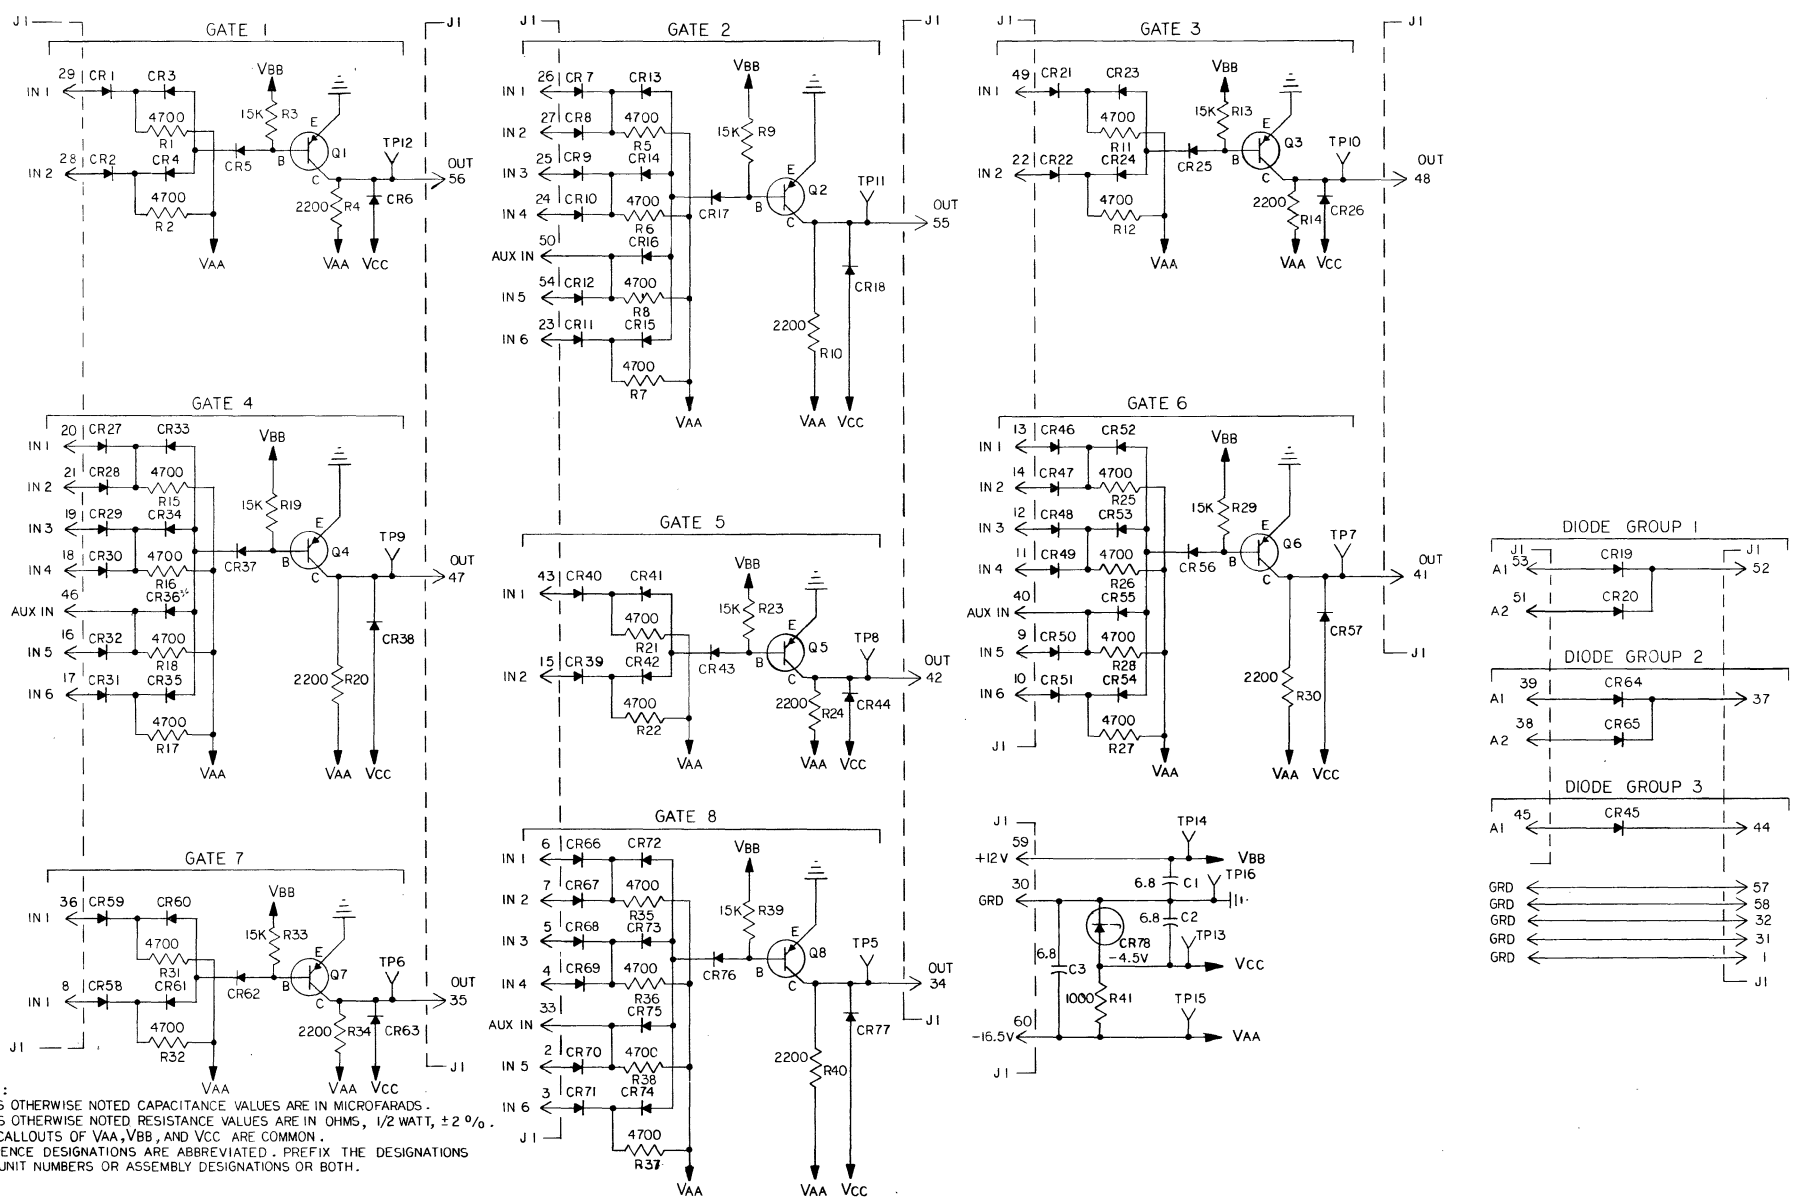 J1 J1 J1 J1 J1 J1
GATE 1
29 CR1 CR3 VBB
IN 1
4700 15K R3
R1 E
28 CR2 CR4 CR5 B Q1 TP12 OUT
IN 2 C 56
4700 2200 R4 CR6
R2
VAA VAA VCC
GATE 2
26 CR7 CR13 VBB
IN 1
27 CR8 4700 15K R9
IN 2 R5
25 CR9 CR14 E
IN 3 Q2 TP11
24 CR10 4700 CR17 B C OUT
IN 4 R6 55
50 CR16
AUX IN CR18
54 CR12 4700
IN 5 R8
23 CR11 CR15 2200 R10
IN 6
4700
R7
VAA VAA VCC
GATE 3
49 CR21 CR23 VBB
IN 1
4700 15K R13
R11 E
22 CR22 CR24 CR25 B Q3 TP10 OUT
IN 2 C 48
4700 2200 R14 CR26
R12
VAA VAA VCC
GATE 4
20 CR27 CR33 VBB
IN 1
21 CR28 4700 15K R19
IN 2 R15
19 CR29 CR34 E
IN 3 Q4 TP9
18 CR30 4700 CR37 B C OUT
IN 4 R16 47
46 CR36
AUX IN CR38
16 CR32 4700
IN 5 R18
17 CR31 CR35 2200 R20
IN 6
4700
R17
VAA VAA VCC
GATE 5
43 CR40 CR41 VBB
IN 1
4700 15K R23
R21 E
15 CR39 CR42 CR43 B Q5 TP8 OUT
IN 2 C 42
4700 2200 R24 CR44
R22
VAA VAA VCC
GATE 6
13 CR46 CR52 VBB
IN 1
14 CR47 4700 15K R29
IN 2 R25
12 CR48 CR53 E
IN 3 Q6 TP7
11 CR49 4700 CR56 B C OUT
IN 4 R26 41
40 CR55
AUX IN CR57
9 CR50 4700
IN 5 R28
10 CR51 CR54 2200 R30
IN 6
4700
R27
J1 J1
VAA VAA VCC
GATE 7
36 CR59 CR60 VBB
IN 1
4700 15K R33
R31 E
8 CR58 CR61 CR62 B Q7 TP6 OUT
IN 1 C 35
4700 2200 R34 CR63
R32
J1 J1
VAA VAA VCC
GATE 8
6 CR66 CR72 VBB
IN 1
7 CR67 4700 15K R39
IN 2 R35
5 CR68 CR73 E
IN 3 Q8 TP5
4 CR69 4700 CR76 B C OUT
IN 4 R36 34
33 CR75
AUX IN CR77
J1
2 CR70 4700
IN 5 R38
3 CR71 CR74 2200 R40
IN 6
J1
4700
R37
VAA VAA VCC
J1 TP14
59
+12V VBB
6.8 C1 TP16
30
GRD
6.8 C2
CR78 TP13
-4.5V
6.8 C3 VCC
1000 R41 TP15
60
-16.5V VAA
J1
DIODE GROUP 1
J1 J1
53 CR19
A1 52
51 CR20
A2
DIODE GROUP 2
39 CR64
A1 37
38 CR65
A2
DIODE GROUP 3
45 CR45
A1 44
GRD 57
GRD 58
GRD 32
GRD 31
GRD 1
J1
:
S OTHERWISE NOTED CAPACITANCE VALUES ARE IN MICROFARADS.
S OTHERWISE NOTED RESISTANCE VALUES ARE IN OHMS, 1/2 WATT, ±2 %.
CALLOUTS OF VAA, VBB, AND VCC ARE COMMON.
ENCE DESIGNATIONS ARE ABBREVIATED. PREFIX THE DESIGNATIONS
UNIT NUMBERS OR ASSEMBLY DESIGNATIONS OR BOTH.